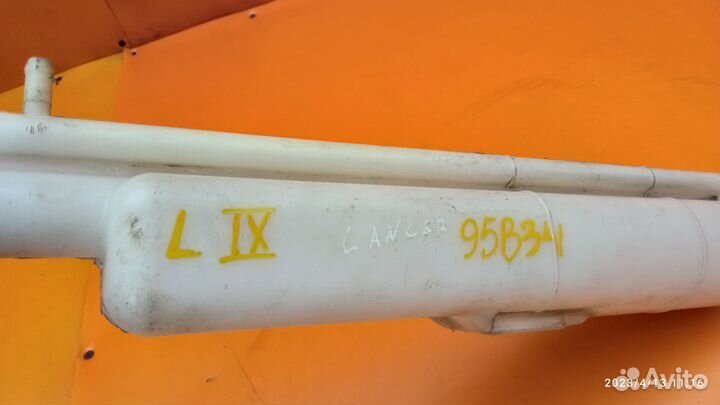 L IX LANCER 95B34
2023/4/13 11:16
Avito